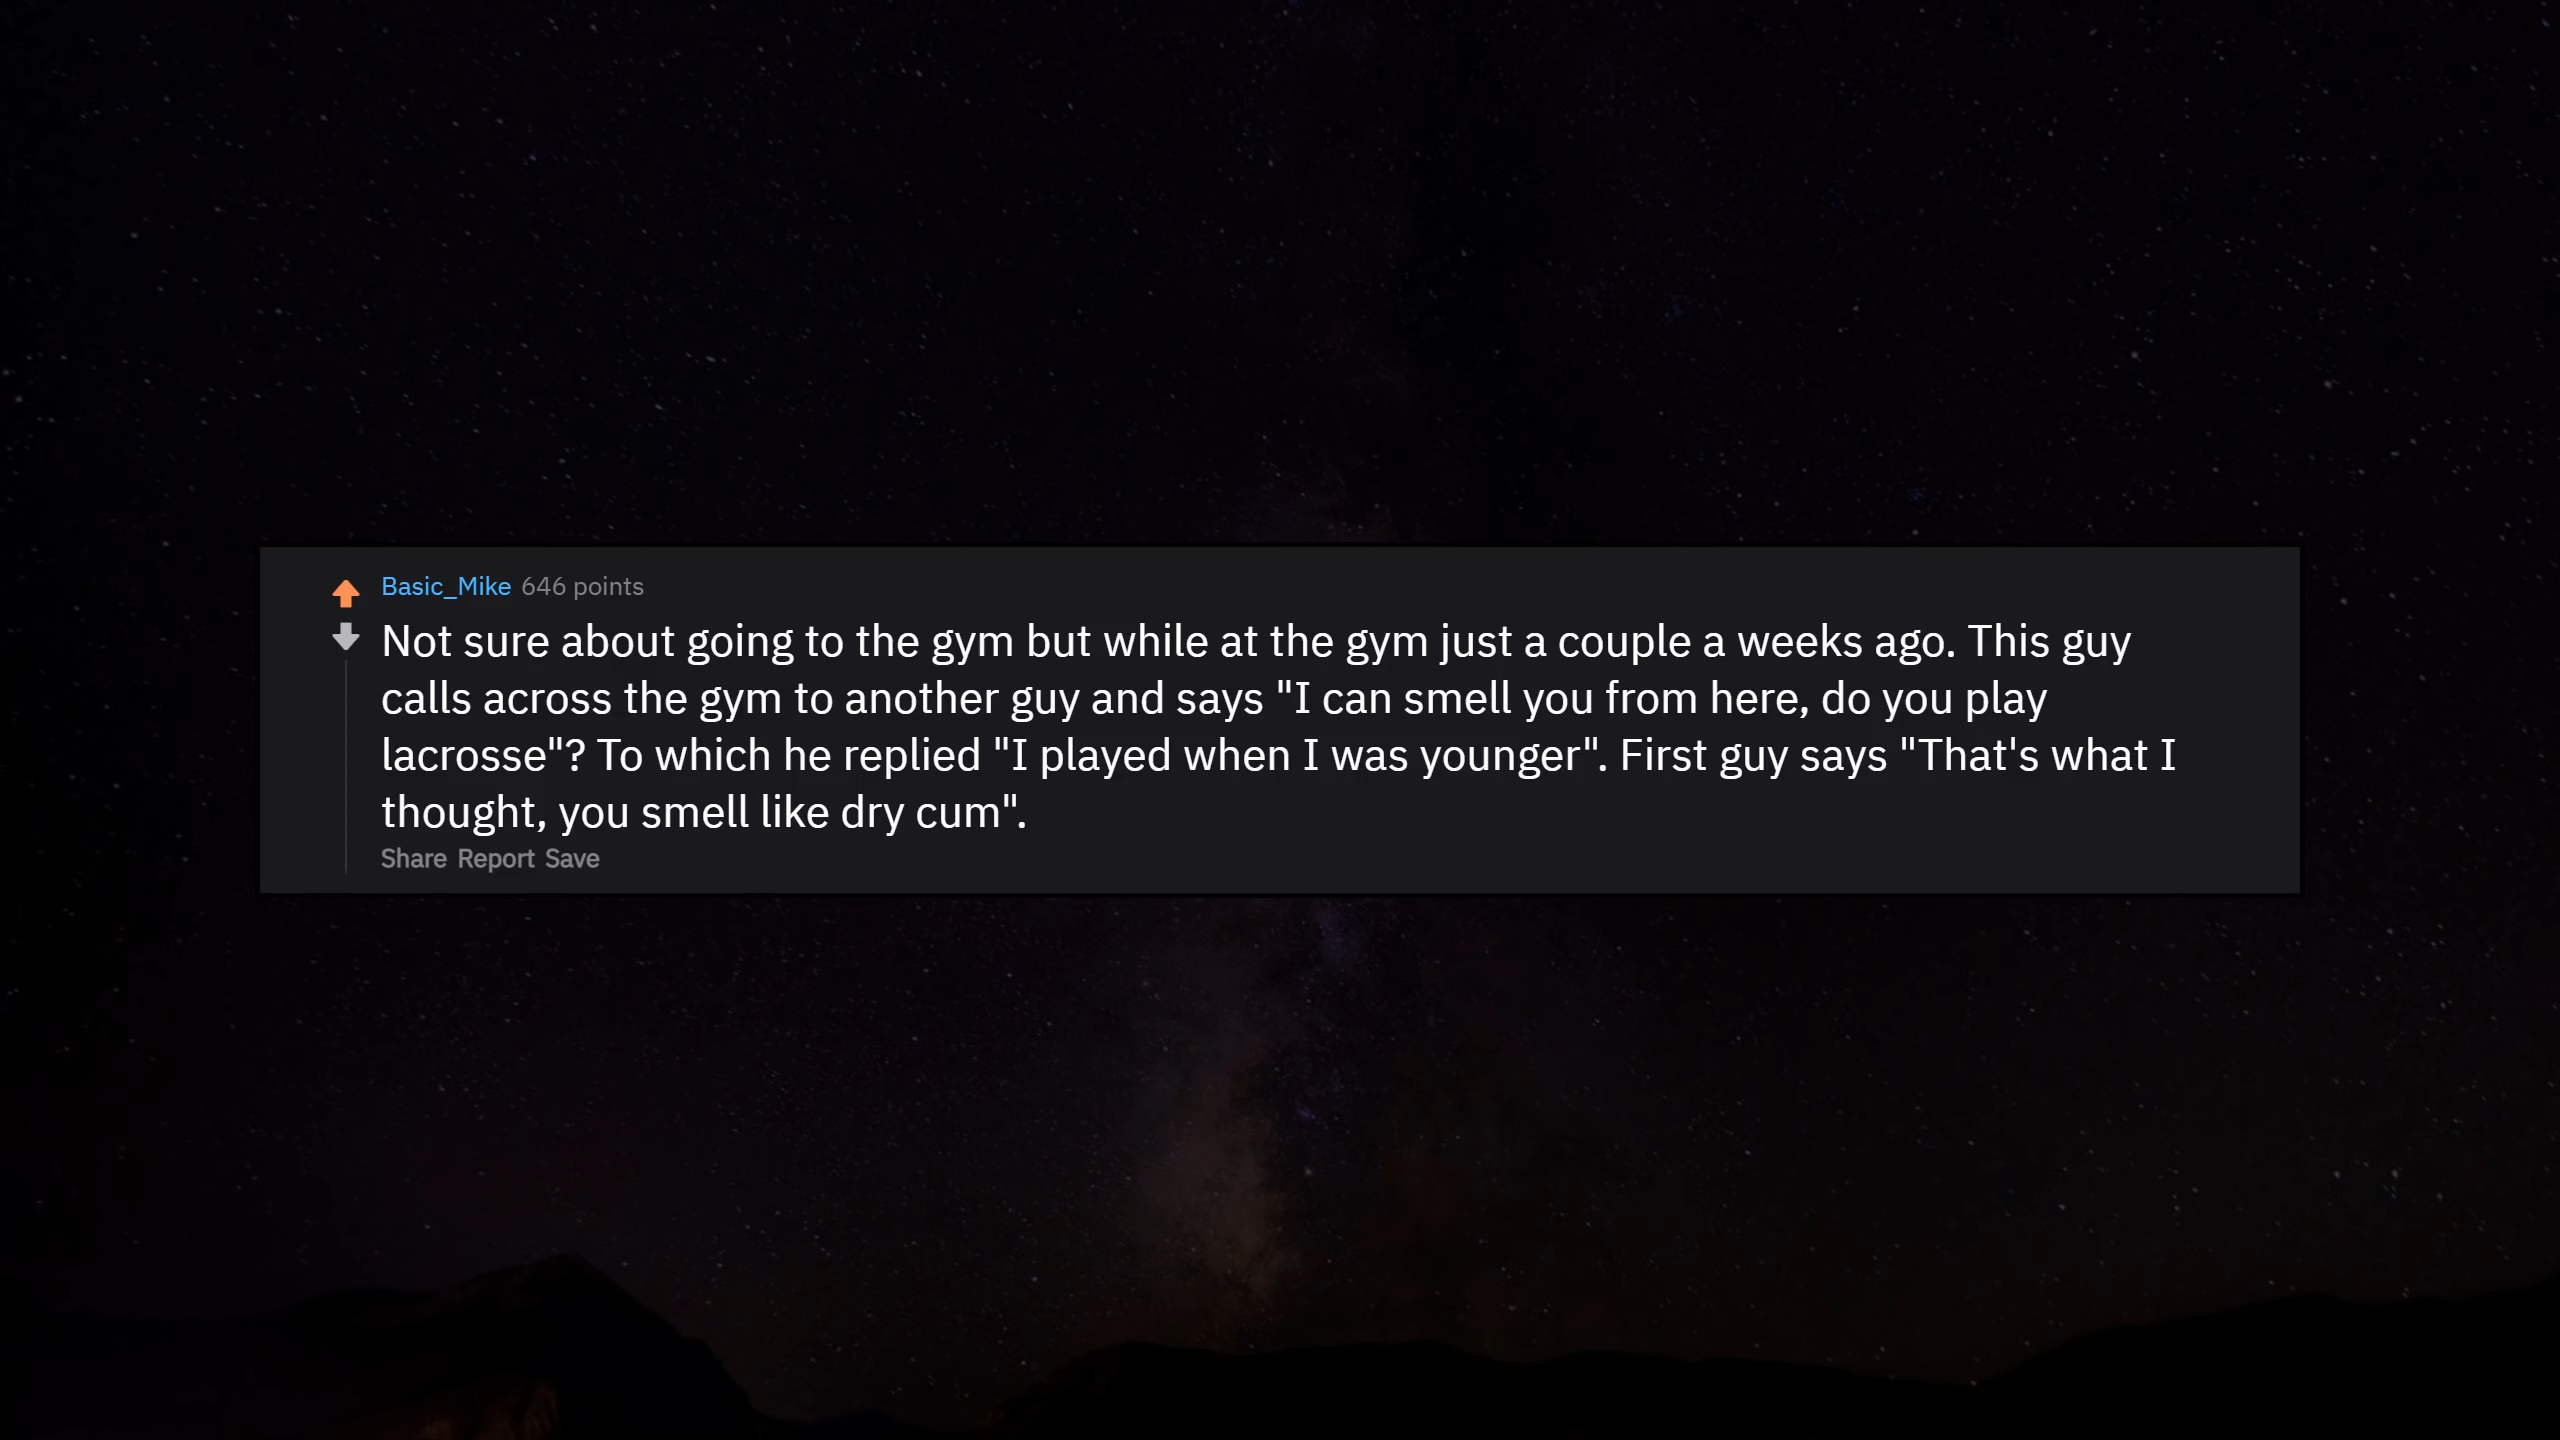 Basic_Mike 646 points
Not sure about going to the gym but while at the gym just a couple a weeks ago. This guy
calls across the gym to another guy and says "I can smell you from here, do you play
lacrosse"? To which he replied "I played when I was younger". First guy says "That's what I
thought, you smell like dry cum".
Share Report Save